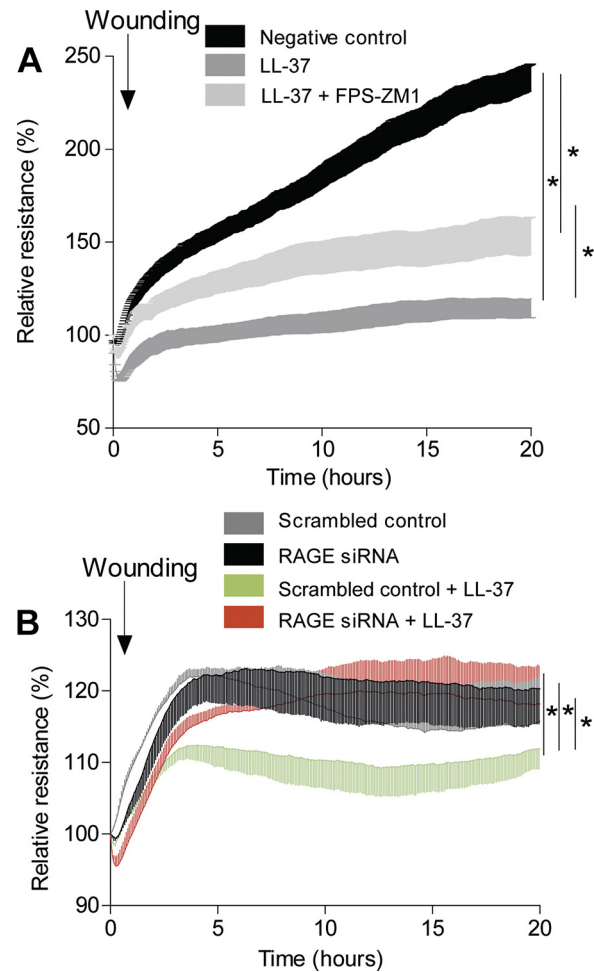 Wounding
A
Negative control
LL-37
LL-37 + FPS-ZM1
Relative resistance (%)
250
200
150
100
50
*
*
*
0 5 10 15 20
Time (hours)
Scrambled control
RAGE siRNA
Scrambled control + LL-37
RAGE siRNA + LL-37
Wounding
B
Relative resistance (%)
130
120
110
100
90
* * *
0 5 10 15 20
Time (hours)